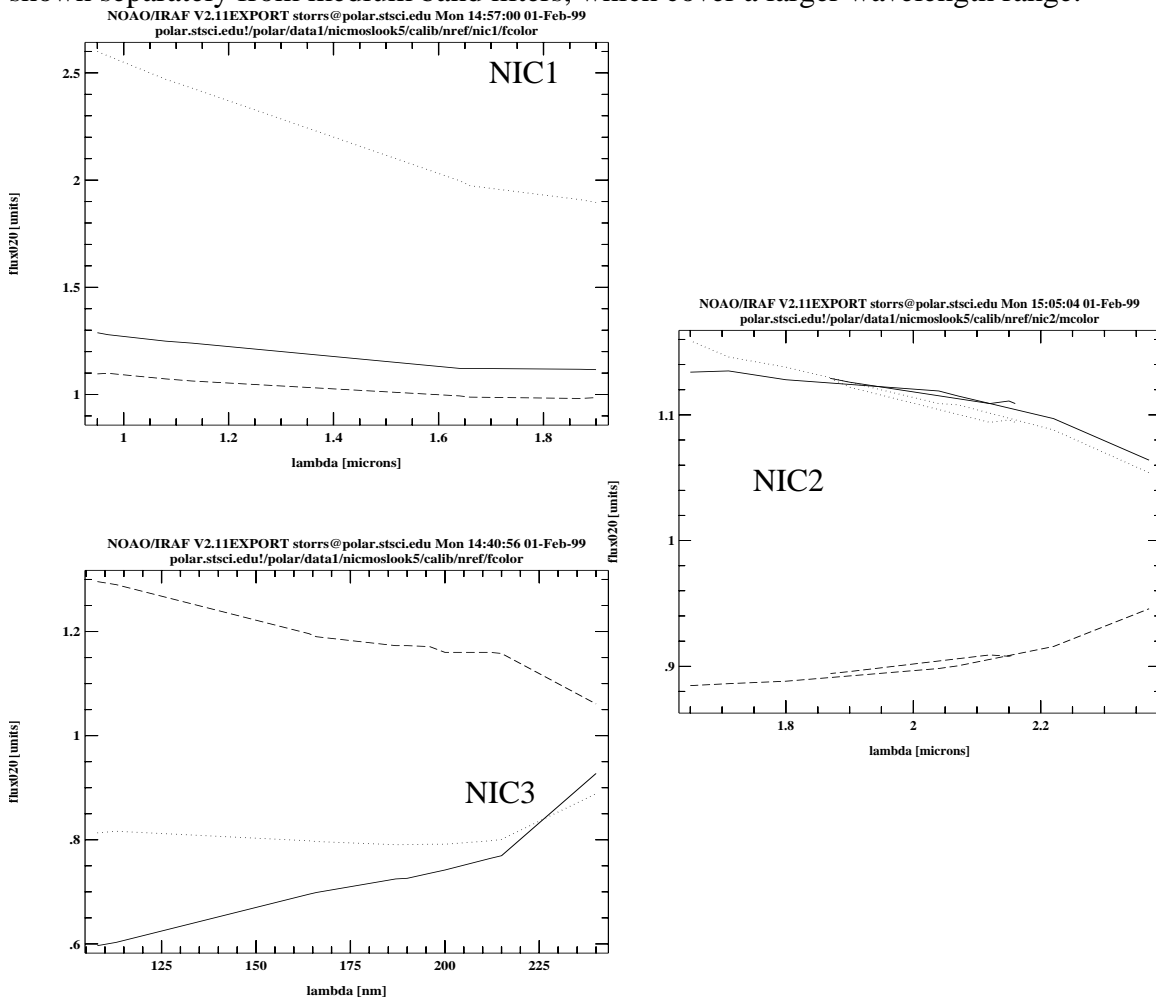 shown separately from medium band filters, which cover a larger wavelength range.
NOAO/IRAF V2.11EXPORT storrs@polar.stsci.edu Mon 14:57:00 01-Feb-99
polar.stsci.edu!/polar/data1/nicmoslook5/calib/nref/nic1/fcolor
NIC1
2.5
2
1.5
1
flux020 [units]
1
1.2
1.4
1.6
1.8
lambda [microns]
NOAO/IRAF V2.11EXPORT storrs@polar.stsci.edu Mon 15:05:04 01-Feb-99
polar.stsci.edu!/polar/data1/nicmoslook5/calib/nref/nic2/mcolor
NIC2
1.1
1
.9
flux020 [units]
1.8
2
2.2
lambda [microns]
NOAO/IRAF V2.11EXPORT storrs@polar.stsci.edu Mon 14:40:56 01-Feb-99
polar.stsci.edu!/polar/data1/nicmoslook5/calib/nref/fcolor
NIC3
1.2
1
.8
.6
flux020 [units]
125
150
175
200
225
lambda [nm]